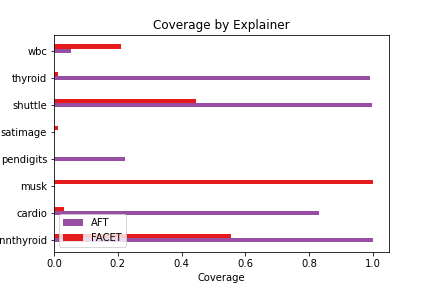 Coverage by Explainer
wbc
thyroid
shuttle
satimage
pendigits
musk
cardio
nnthyroid
AFT
FACET
0.0 0.2 0.4 0.6 0.8 1.0
Coverage